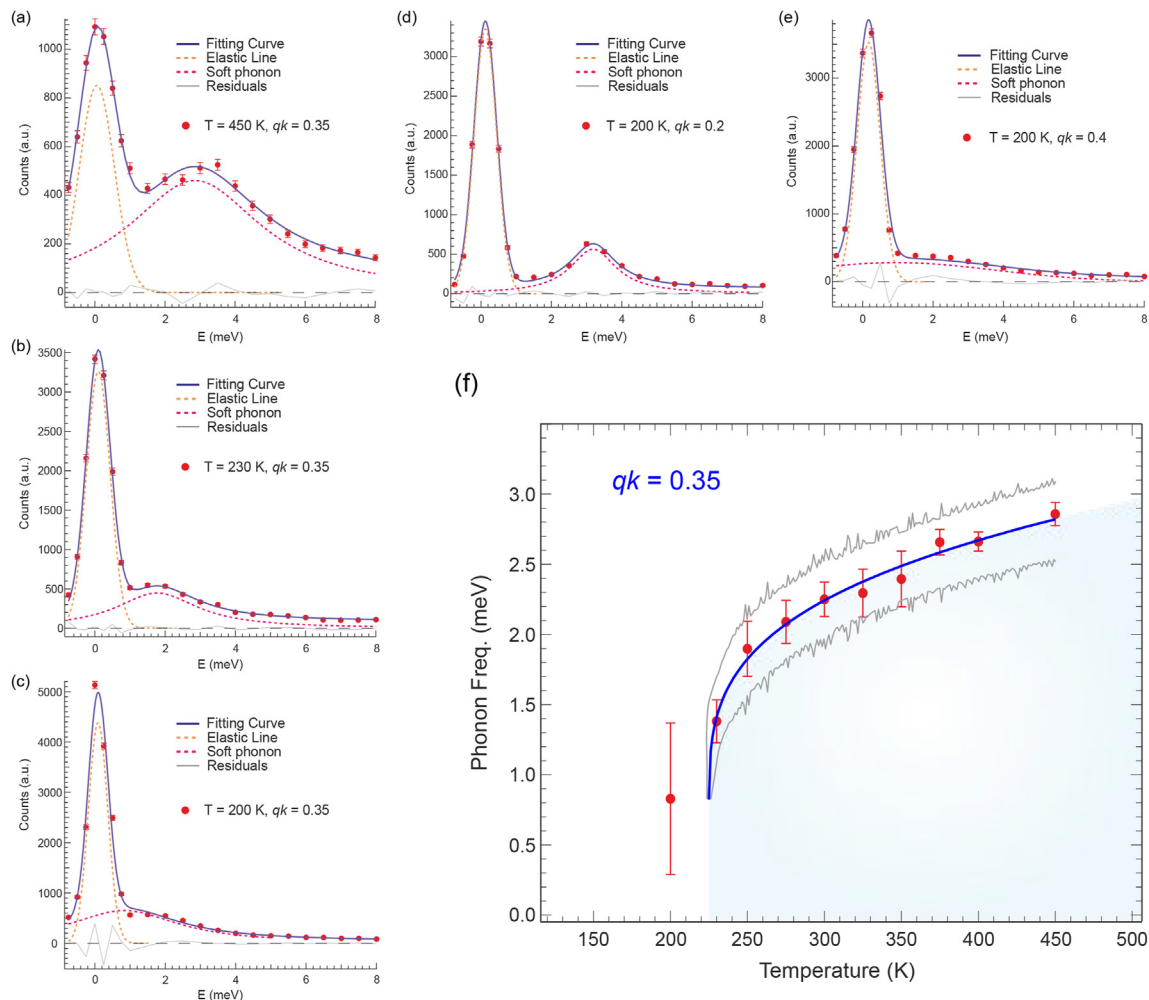 (a)
1000
800
600
400
200
0
Counts (a.u.)
0 2 4 6 8
E (meV)
Fitting Curve
Elastic Line
Soft phonon
Residuals
T = 450 K, qk = 0.35
(d)
3000
2500
2000
1500
1000
500
0
Counts (a.u.)
0 2 4 6 8
E (meV)
Fitting Curve
Elastic Line
Soft phonon
Residuals
T = 200 K, qk = 0.2
(e)
3000
2000
1000
0
Counts (a.u.)
0 2 4 6 8
E (meV)
Fitting Curve
Elastic Line
Soft phonon
Residuals
T = 200 K, qk = 0.4
(b)
3500
3000
2500
2000
1500
1000
500
0
Counts (a.u.)
0 2 4 6 8
E (meV)
Fitting Curve
Elastic Line
Soft phonon
Residuals
T = 230 K, qk = 0.35
(c)
5000
4000
3000
2000
1000
0
Counts (a.u.)
0 2 4 6 8
E (meV)
Fitting Curve
Elastic Line
Soft phonon
Residuals
T = 200 K, qk = 0.35
(f)
qk = 0.35
3.0
2.5
2.0
1.5
1.0
0.5
0.0
Phonon Freq. (meV)
150 200 250 300 350 400 450 500
Temperature (K)